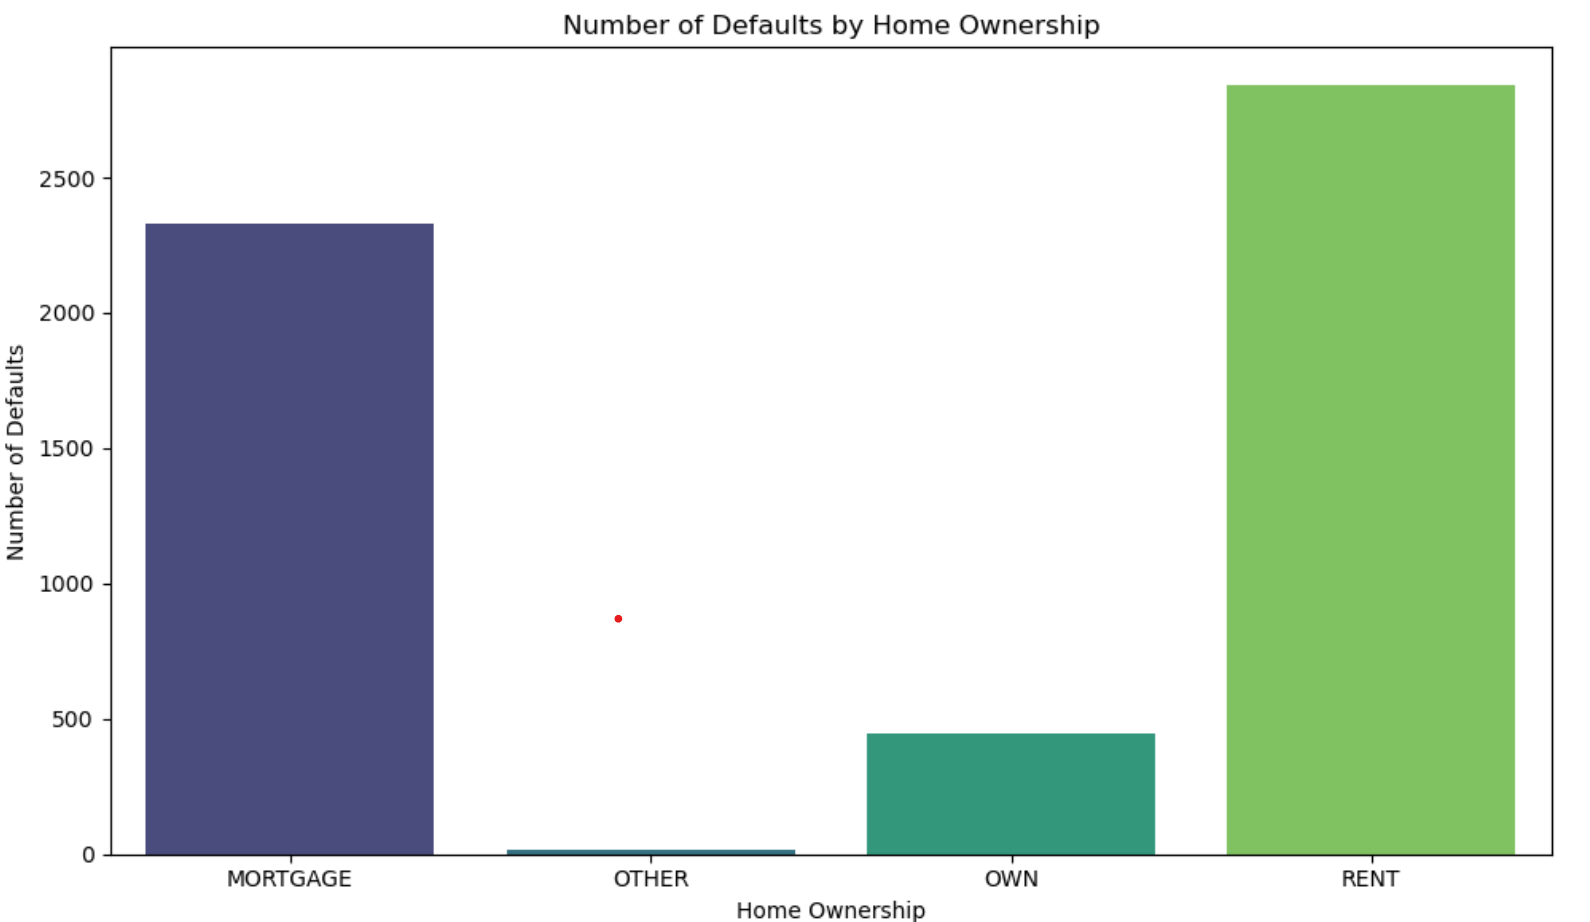 Number of Defaults by Home Ownership
Number of Defaults
2500
2000
1500
1000
500
0
MORTGAGE OTHER OWN RENT
Home Ownership